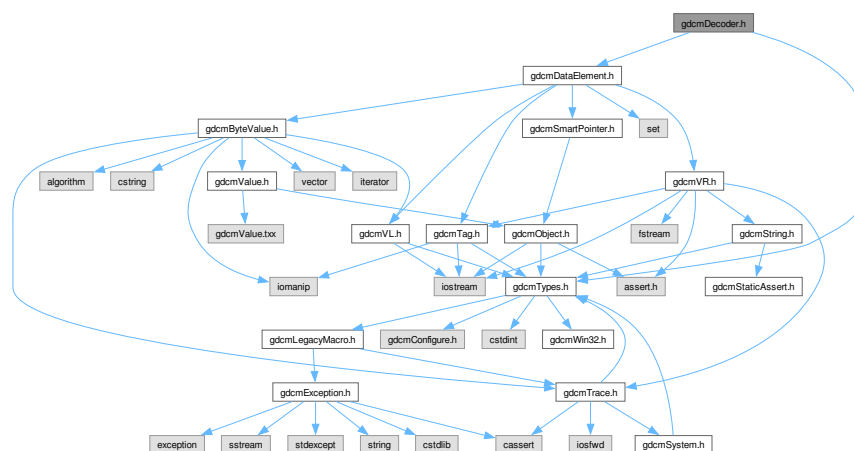 gdcmDecoder.h
gdcmDataElement.h
gdcmByteValue.h
gdcmSmartPointer.h
set
algorithm
cstring
gdcmValue.h
vector
iterator
gdcmVR.h
gdcmValue.txx
gdcmVL.h
gdcmTag.h
gdcmObject.h
fstream
gdcmString.h
iomanip
iostream
gdcmTypes.h
assert.h
gdcmStaticAssert.h
gdcmLegacyMacro.h
gdcmConfigure.h
cstdint
gdcmWin32.h
gdcmException.h
gdcmTrace.h
exception
sstream
stdexcept
string
cstdlib
cassert
iosfwd
gdcmSystem.h